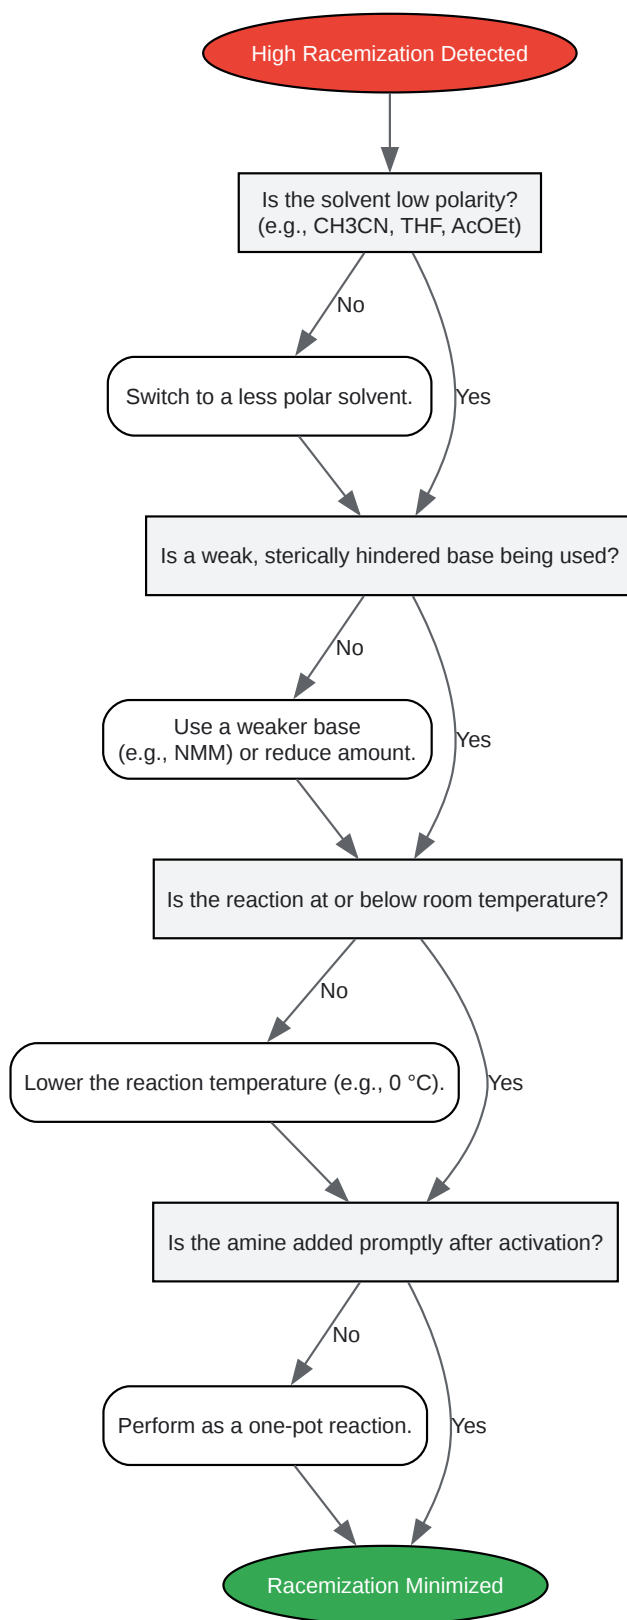 High Racemization Detected
Is the solvent low polarity?
(e.g., CH3CN, THF, AcOEt)
No
Switch to a less polar solvent.
Yes
Is a weak, sterically hindered base being used?
No
Use a weaker base
(e.g., NMM) or reduce amount.
Yes
Is the reaction at or below room temperature?
No
Lower the reaction temperature (e.g., 0 °C).
Yes
Is the amine added promptly after activation?
No
Perform as a one-pot reaction.
Yes
Racemization Minimized